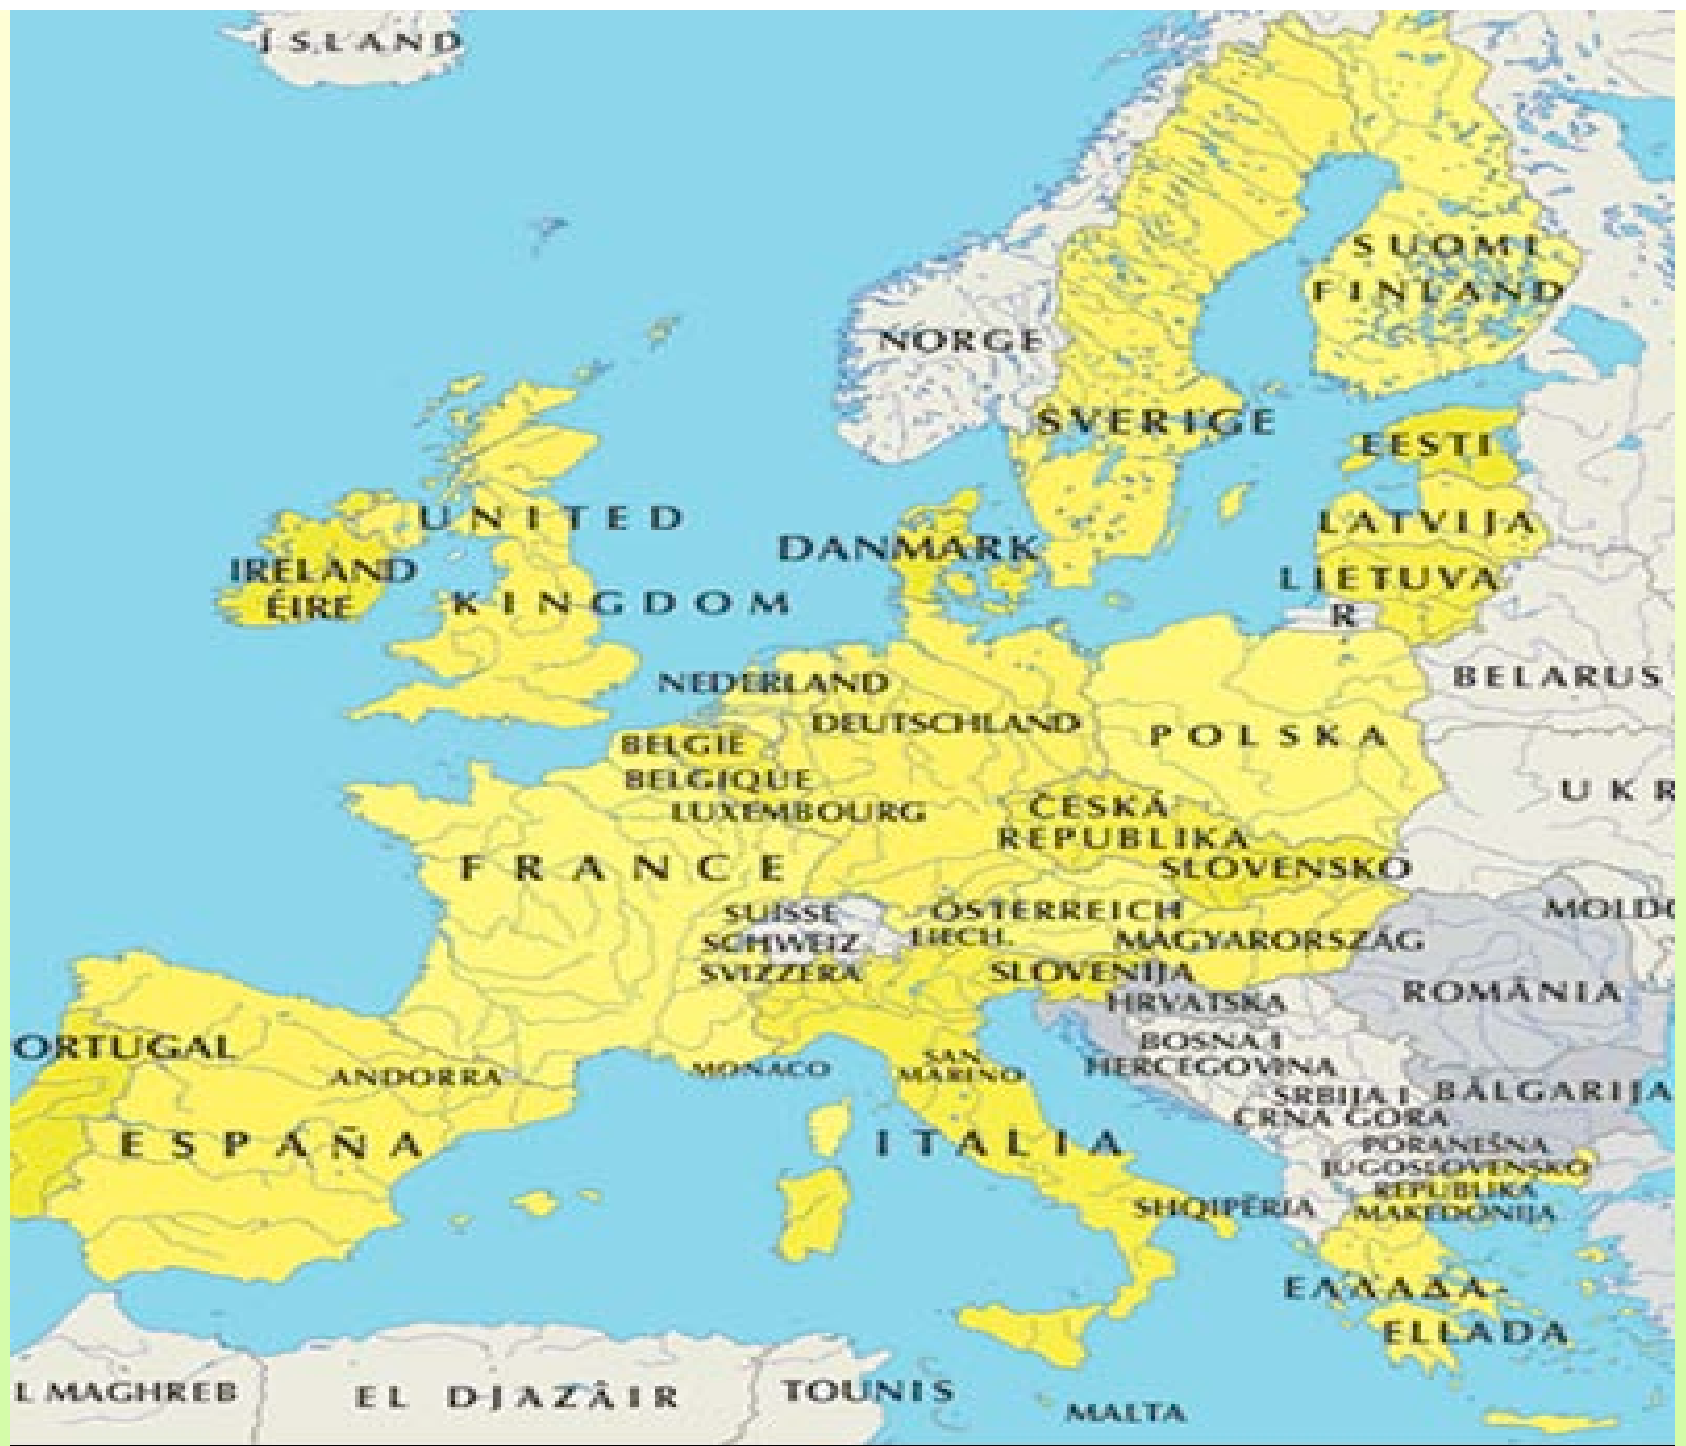 ÍSLAND
SUOMI
FINLAND
NORGE
SVERIGE
EESTI
UNITED
LATVIJA
DANMARK
IRELAND
LIETUVA
KINGDOM
ÉIRE
R
BELARUS
NEDERLAND
DEUTSCHLAND
POLSKA
BELGIË
BELGIQUE
UKR
LUXEMBOURG
ČESKÁ
REPUBLIKA
FRANCE
SLOVENSKO
SUISSE
ÖSTERREICH
MOLDO
SCHWEIZ
LIECH.
MAGYARORSZÁG
SVIZZERA
SLOVENIJA
ROMÂNIA
HRVATSKA
ORTUGAL
BOSNA I
HERCEGOVINA
SAN
MARINO
MONACO
ANDORRA
SRBIJA I
BĂLGARIJA
CRNA GORA
ESPAÑA
ITALIA
PORANEŠNA
JUGOSLOVENSKO
REPUBLIKA
MAKEDONIJA
SHQIPËRIA
ΕΛΛΑΔΑ-
ELLADA
L MAGHREB
EL DJAZÂIR
TOUNIS
MALTA